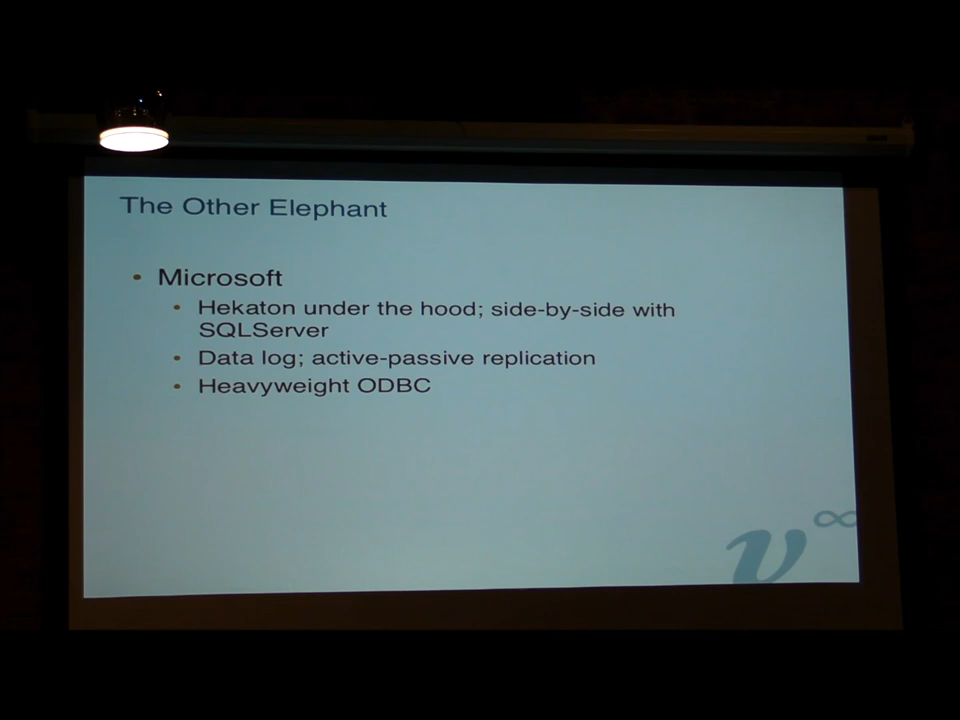 The Other Elephant
• Microsoft
• Hekaton under the hood; side-by-side with
SQLServer
• Data log; active-passive replication
• Heavyweight ODBC
v∞